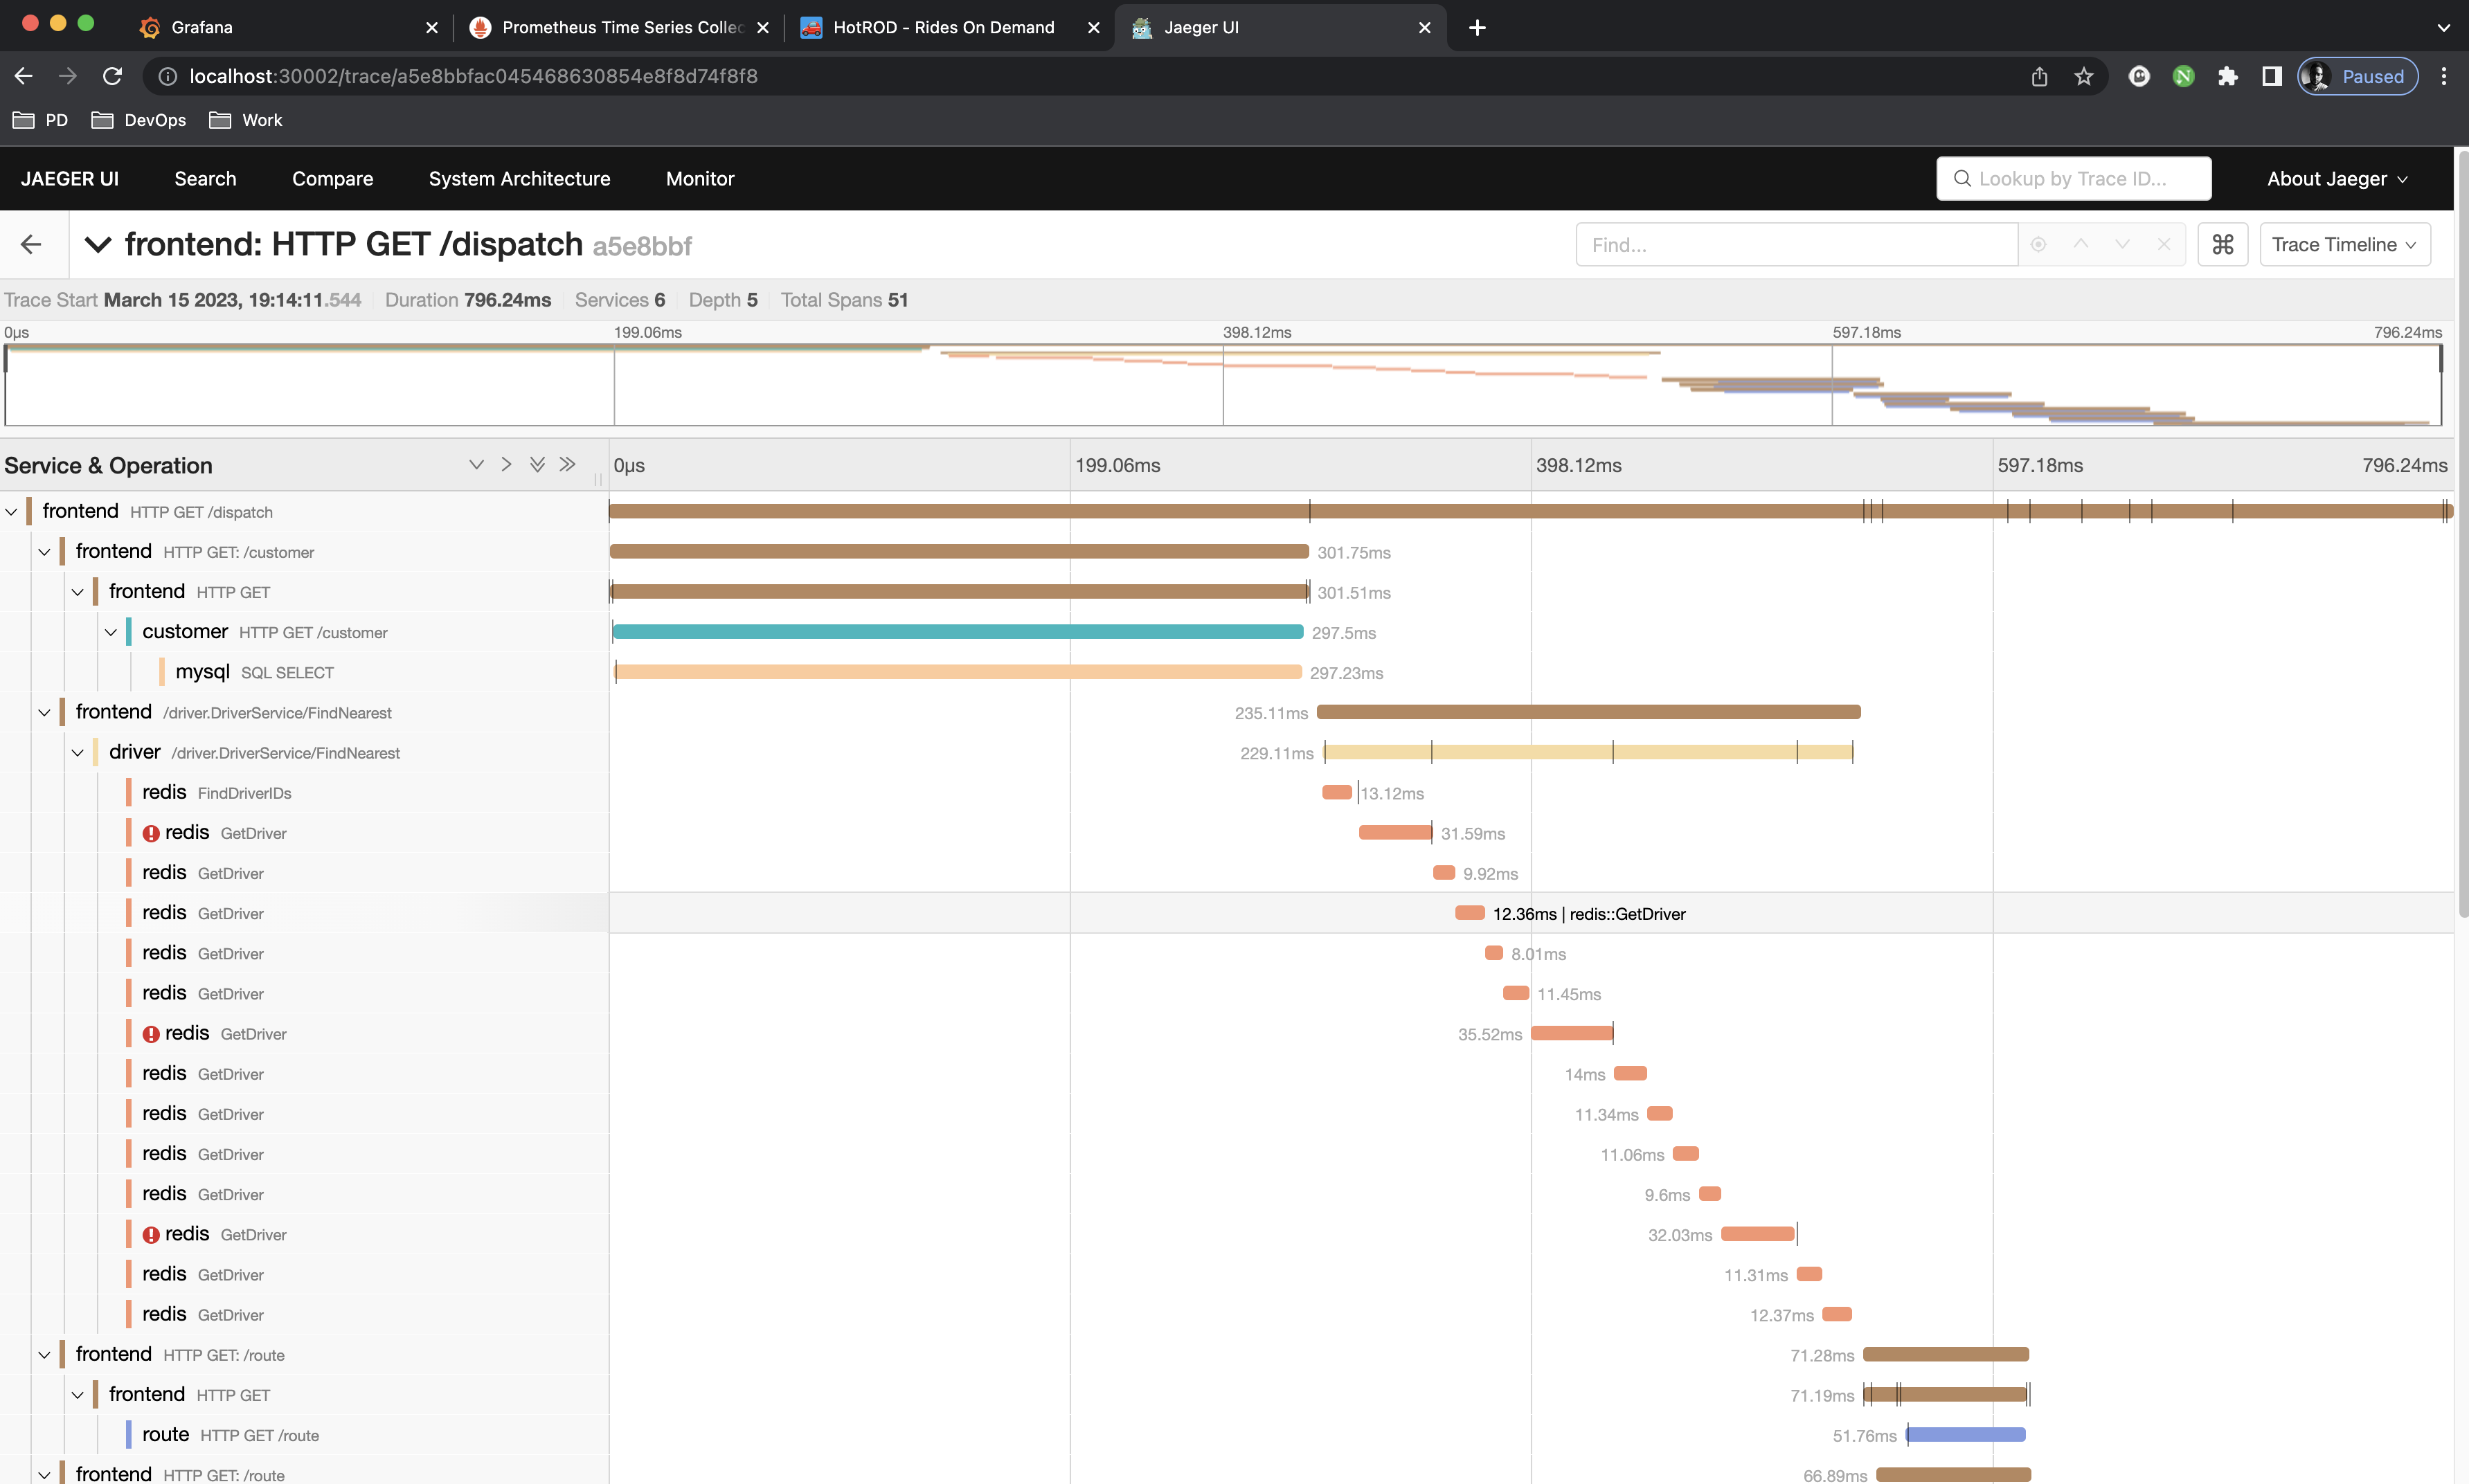 Grafana
Prometheus Time Series Collec
HotROD - Rides On Demand
Jaeger UI
localhost:30002/trace/a5e8bbfac045468630854e8f8d74f8f8
Paused
PD
DevOps
Work
JAEGER UI
Search
Compare
System Architecture
Monitor
Lookup by Trace ID...
About Jaeger
frontend: HTTP GET /dispatch a5e8bbf
Find...
Trace Timeline
Trace Start March 15 2023, 19:14:11.544 Duration 796.24ms Services 6 Depth 5 Total Spans 51
0μs 199.06ms 398.12ms 597.18ms 796.24ms
Service & Operation 0μs 199.06ms 398.12ms 597.18ms 796.24ms
frontend HTTP GET /dispatch
frontend HTTP GET: /customer 301.75ms
frontend HTTP GET 301.51ms
customer HTTP GET /customer 297.5ms
mysql SQL SELECT 297.23ms
frontend /driver.DriverService/FindNearest 235.11ms
driver /driver.DriverService/FindNearest 229.11ms
redis FindDriverIDs 13.12ms
redis GetDriver 31.59ms
redis GetDriver 9.92ms
redis GetDriver 12.36ms | redis::GetDriver
redis GetDriver 8.01ms
redis GetDriver 11.45ms
redis GetDriver 35.52ms
redis GetDriver 14ms
redis GetDriver 11.34ms
redis GetDriver 11.06ms
redis GetDriver 9.6ms
redis GetDriver 32.03ms
redis GetDriver 11.31ms
redis GetDriver 12.37ms
frontend HTTP GET: /route 71.28ms
frontend HTTP GET 71.19ms
route HTTP GET /route 51.76ms
frontend HTTP GET: /route 66.89ms